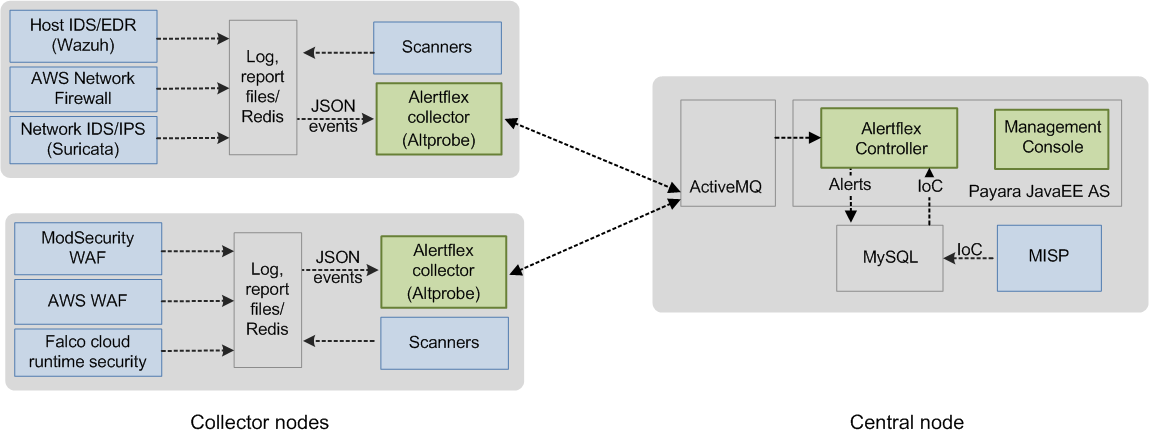 Host IDS/EDR
(Wazuh)
AWS Network
Firewall
Network IDS/IPS
(Suricata)
Log,
report
files/
Redis
JSON
events
Scanners
Alertflex
collector
(Altprobe)
ModSecurity
WAF
AWS WAF
Falco cloud
runtime security
Log,
report
files/
Redis
JSON
events
Alertflex
collector
(Altprobe)
Scanners
Collector nodes
ActiveMQ
Alertflex
Controller
Management
Console
Alerts
IoC
Payara JavaEE AS
MySQL
IoC
MISP
Central node